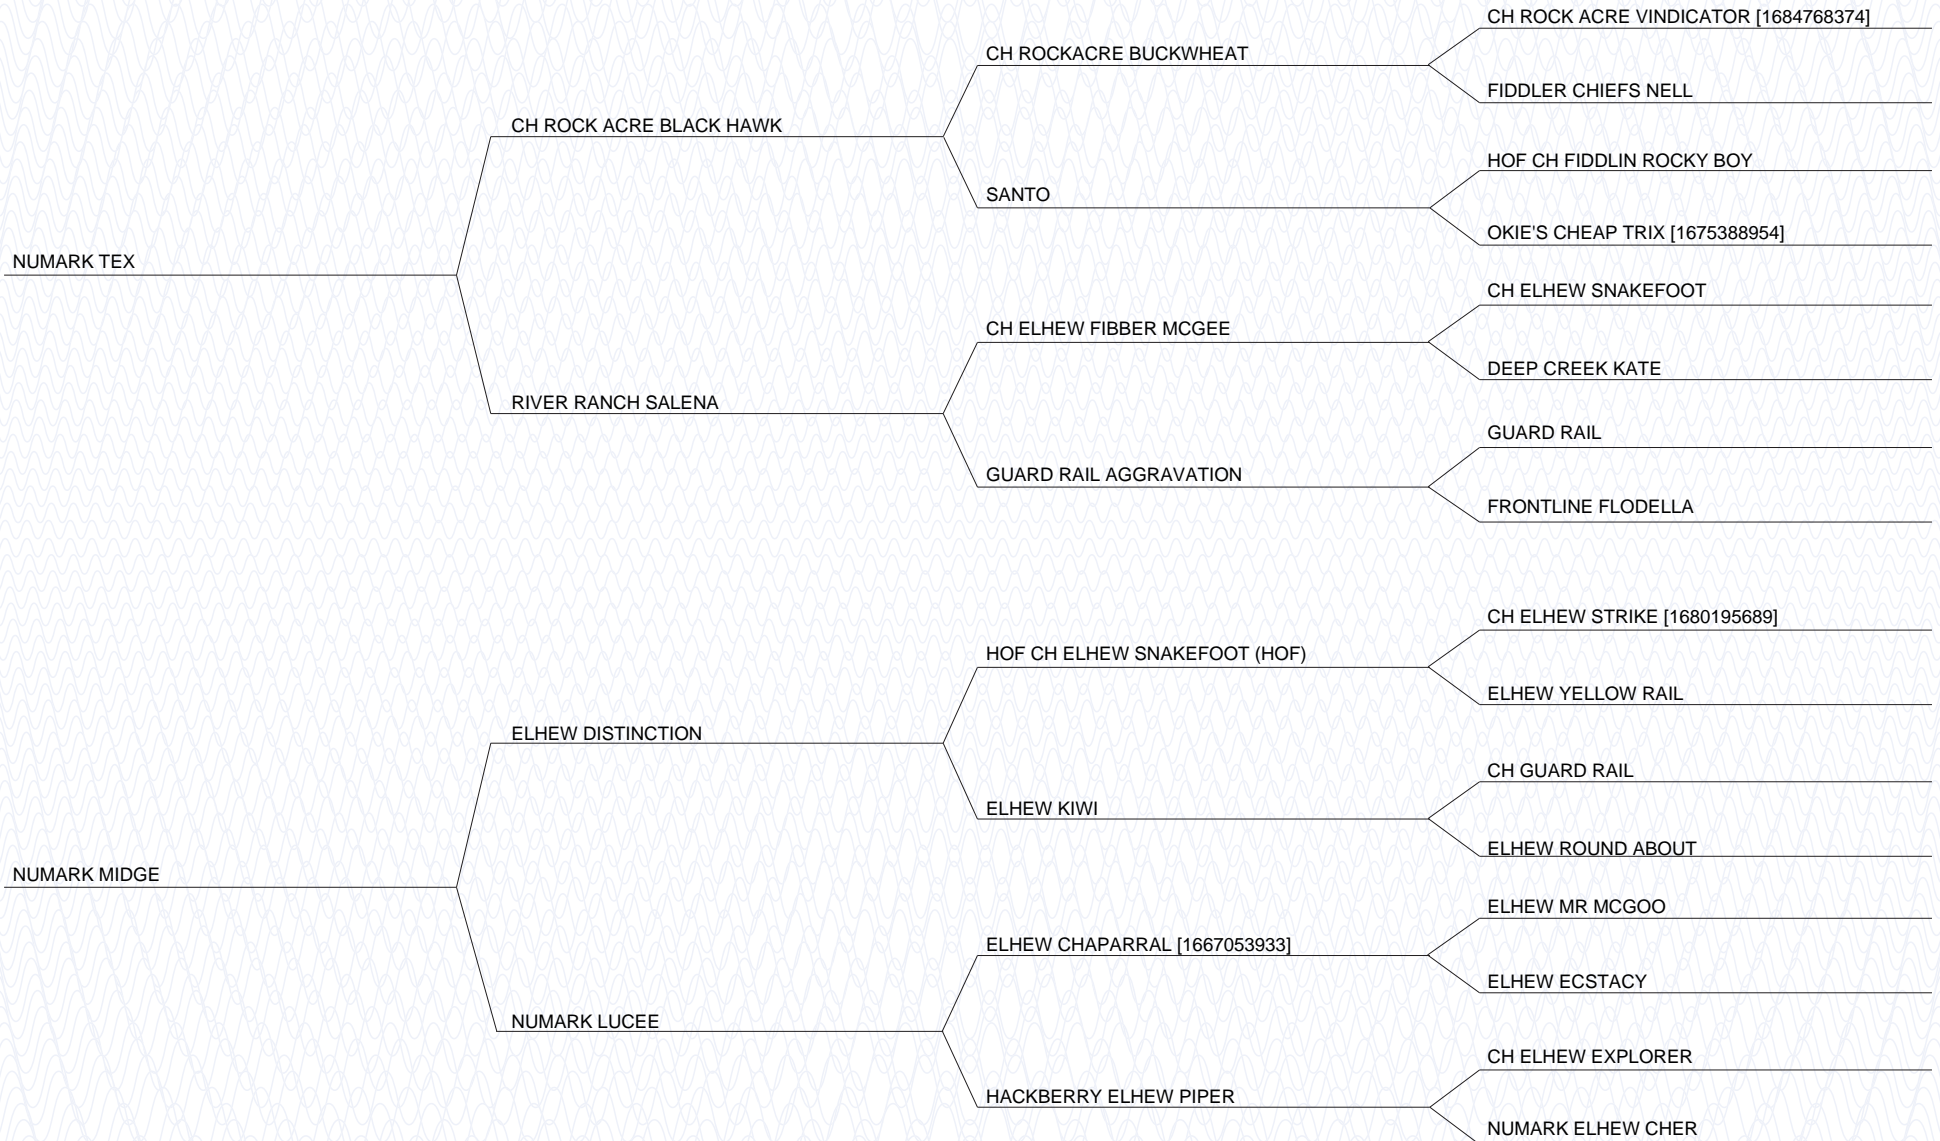 CH ROCK ACRE VINDICATOR [1684768374]
CH ROCKACRE BUCKWHEAT
FIDDLER CHIEFS NELL
CH ROCK ACRE BLACK HAWK
HOF CH FIDDLIN ROCKY BOY
SANTO
OKIE'S CHEAP TRIX [1675388954]
NUMARK TEX
CH ELHEW SNAKEFOOT
CH ELHEW FIBBER MCGEE
DEEP CREEK KATE
RIVER RANCH SALENA
GUARD RAIL
GUARD RAIL AGGRAVATION
FRONTLINE FLODELLA
CH ELHEW STRIKE [1680195689]
HOF CH ELHEW SNAKEFOOT (HOF)
ELHEW YELLOW RAIL
ELHEW DISTINCTION
CH GUARD RAIL
ELHEW KIWI
ELHEW ROUND ABOUT
NUMARK MIDGE
ELHEW MR MCGOO
ELHEW CHAPARRAL [1667053933]
ELHEW ECSTACY
NUMARK LUCEE
CH ELHEW EXPLORER
HACKBERRY ELHEW PIPER
NUMARK ELHEW CHER